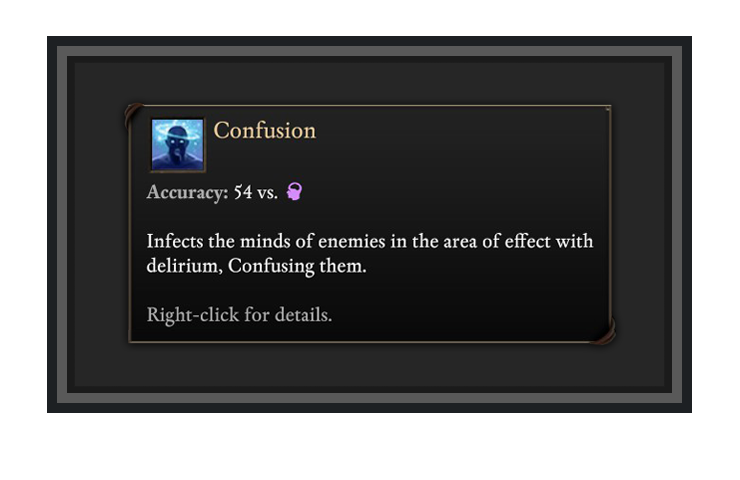 Confusion
Accuracy: 54 vs.
Infects the minds of enemies in the area of effect with
delirium, Confusing them.
Right-click for details.